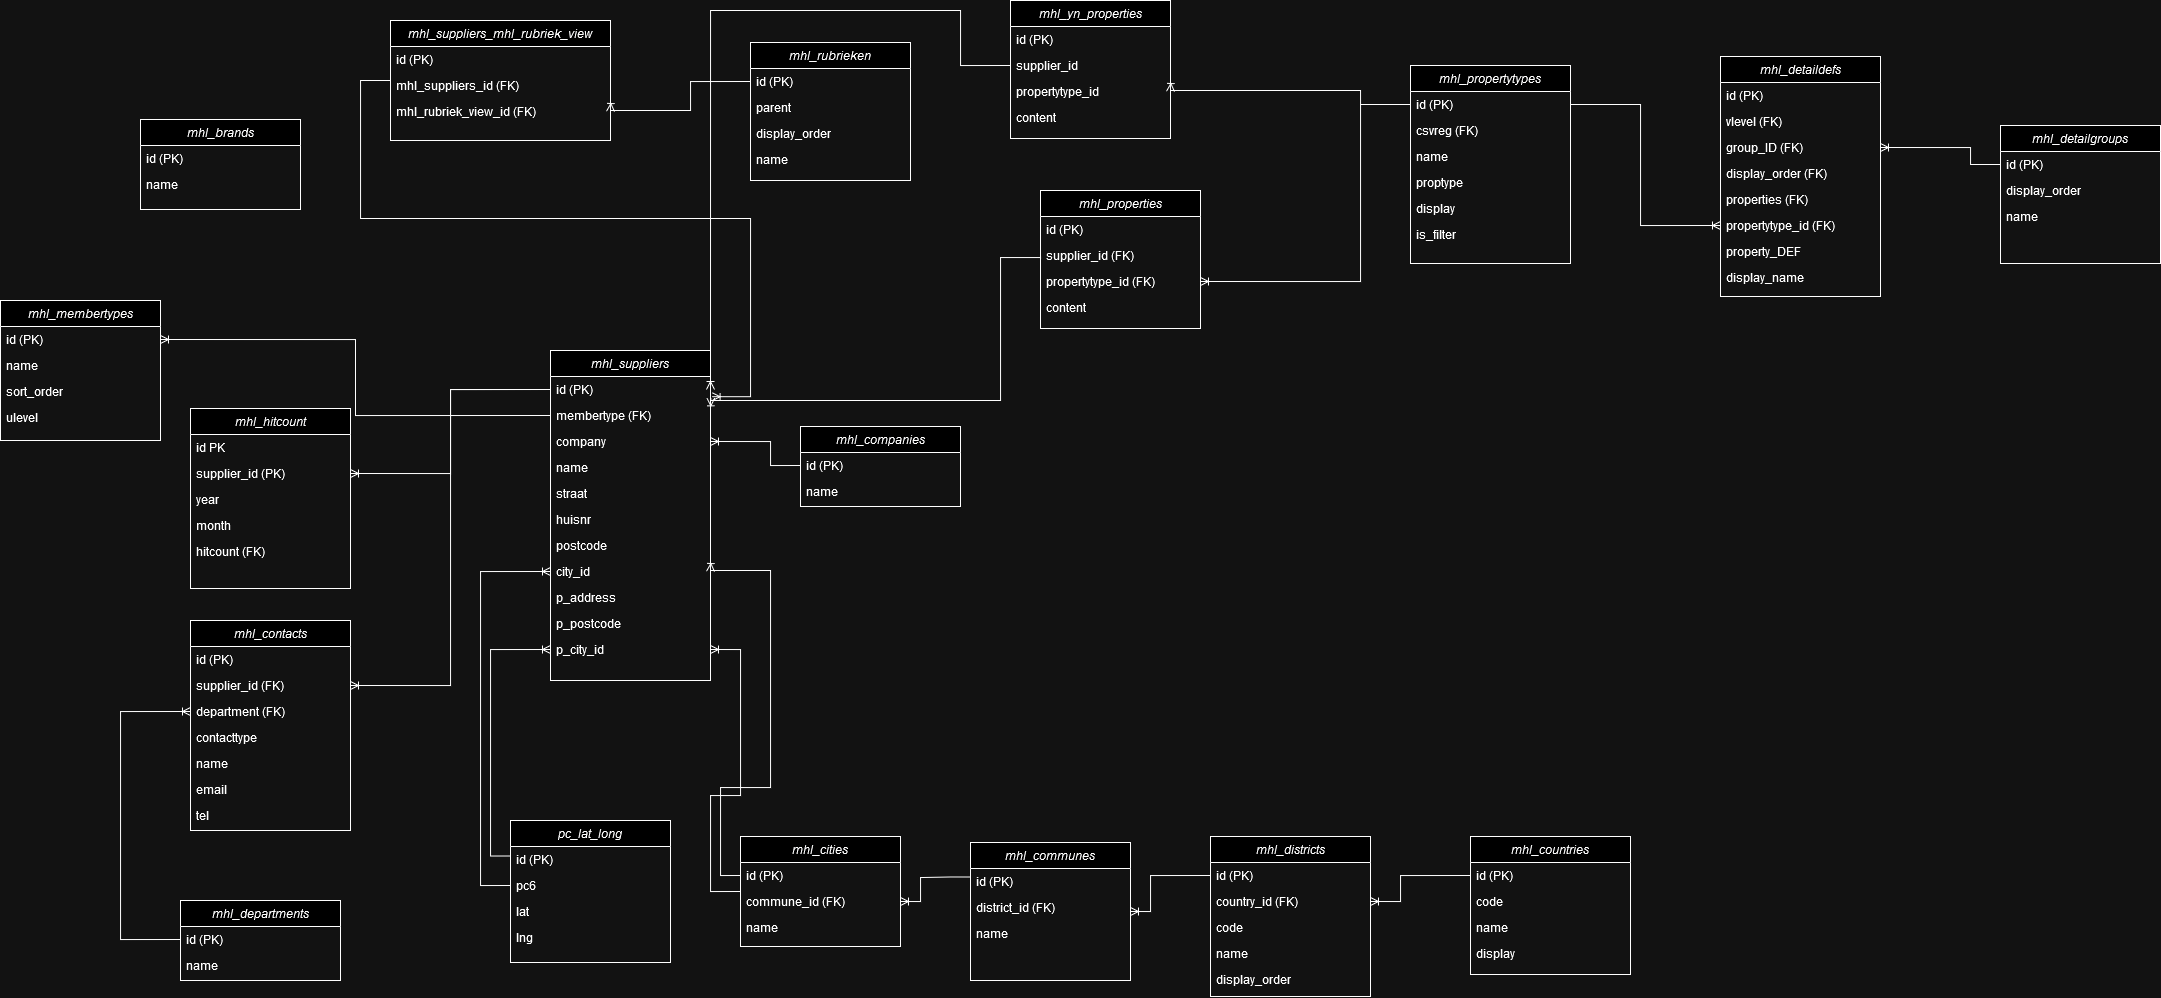 mhl_suppliers_mhl_rubriek_view
id (PK)
mhl_suppliers_id (FK)
mhl_rubriek_view_id (FK)
mhl_rubrieken
id (PK)
parent
display_order
name
mhl_yn_properties
id (PK)
supplier_id
propertytype_id
content
mhl_propertytypes
id (PK)
csvreg (FK)
name
proptype
display
is_filter
mhl_detaildefs
id (PK)
vlevel (FK)
group_ID (FK)
display_order (FK)
properties (FK)
propertytype_id (FK)
property_DEF
display_name
mhl_detailgroups
id (PK)
display_order
name
mhl_brands
id (PK)
name
mhl_properties
id (PK)
supplier_id (FK)
propertytype_id (FK)
content
mhl_membertypes
id (PK)
name
sort_order
ulevel
mhl_hitcount
id PK
supplier_id (PK)
year
month
hitcount (FK)
mhl_suppliers
id (PK)
membertype (FK)
company
name
straat
huisnr
postcode
city_id
p_address
p_postcode
p_city_id
mhl_companies
id (PK)
name
mhl_contacts
id (PK)
supplier_id (FK)
department (FK)
contacttype
name
email
tel
mhl_departments
id (PK)
name
pc_lat_long
id (PK)
pc6
lat
lng
mhl_cities
id (PK)
commune_id (FK)
name
mhl_communes
id (PK)
district_id (FK)
name
mhl_districts
id (PK)
country_id (FK)
code
name
display_order
mhl_countries
id (PK)
code
name
display